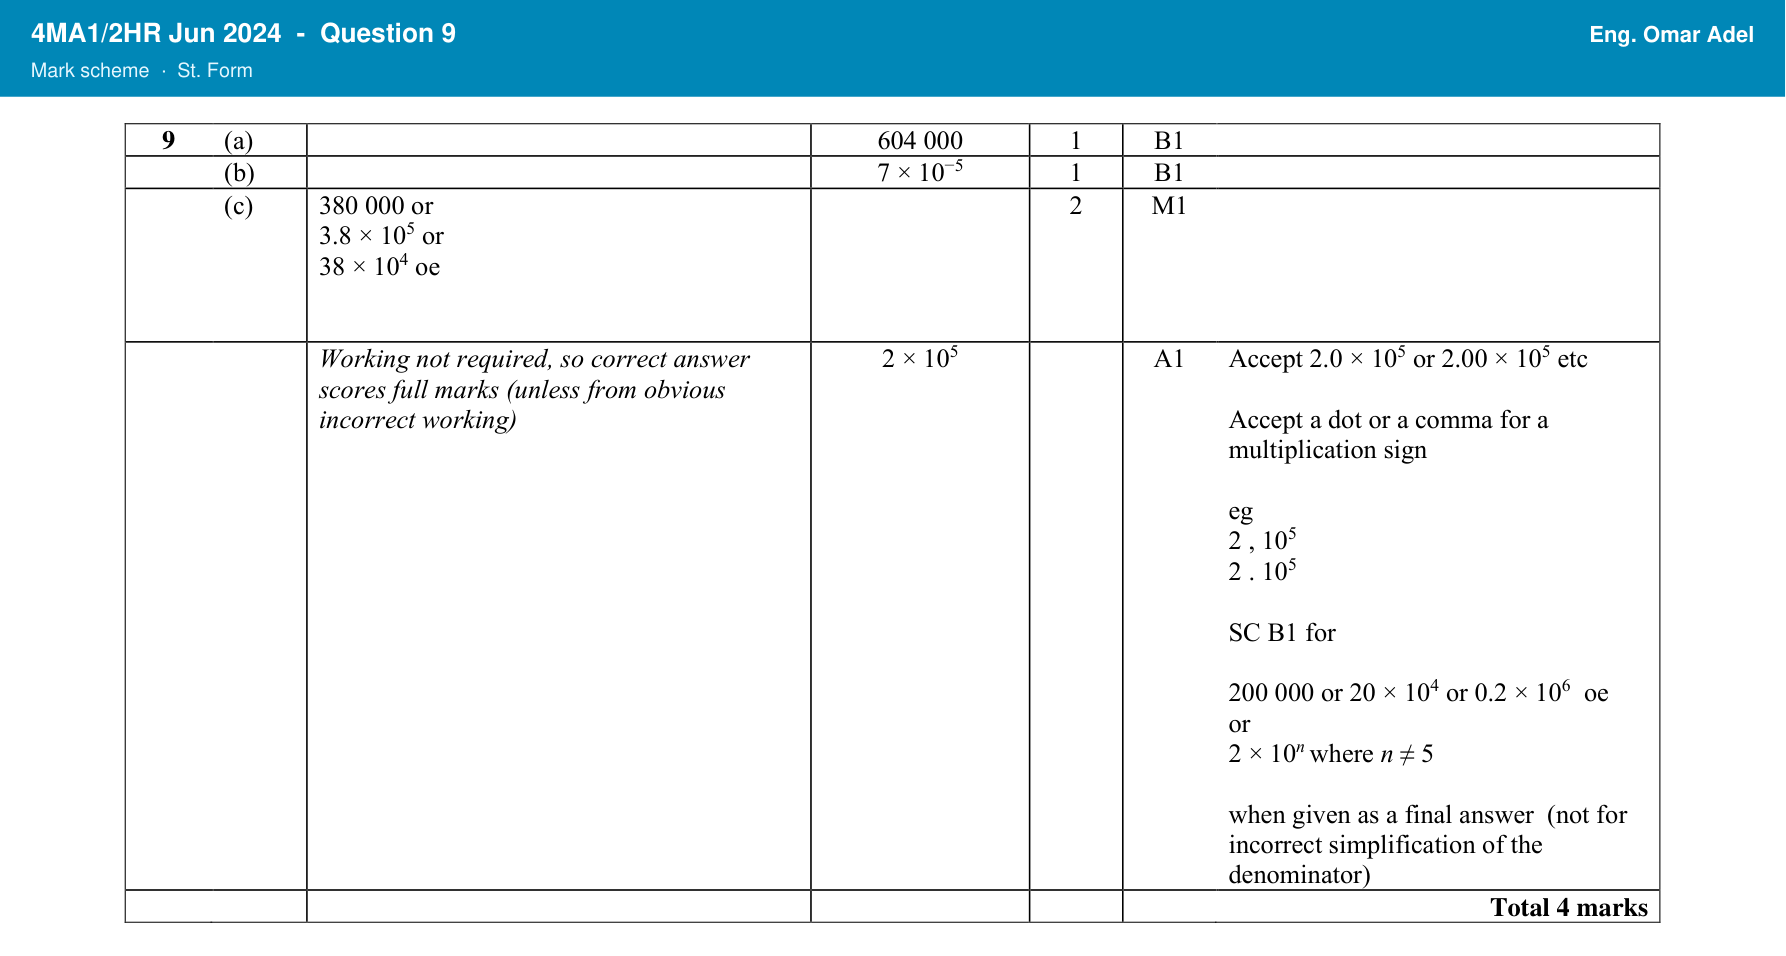 4MA1/2HR Jun 2024 - Question 9
Eng. Omar Adel
Mark scheme · St. Form
9 (a) 604 000 1 B1
(b) 7 × 10⁻⁵ 1 B1
(c) 380 000 or 2 M1
3.8 × 10⁵ or
38 × 10⁴ oe
Working not required, so correct answer 2 × 10⁵ A1 Accept 2.0 × 10⁵ or 2.00 × 10⁵ etc
scores full marks (unless from obvious
incorrect working)
Accept a dot or a comma for a
multiplication sign
eg
2 , 10⁵
2 . 10⁵
SC B1 for
200 000 or 20 × 10⁴ or 0.2 × 10⁶ oe
or
2 × 10ⁿ where n ≠ 5
when given as a final answer (not for
incorrect simplification of the
denominator)
Total 4 marks